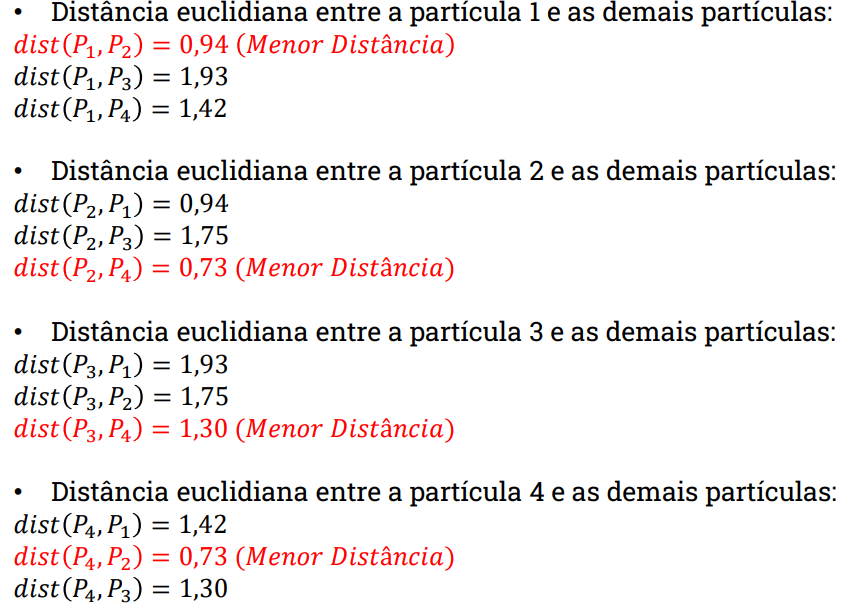 • Distância euclidiana entre a partícula 1 e as demais partículas:
dist(P₁, P₂) = 0,94 (Menor Distância)
dist(P₁, P₃) = 1,93
dist(P₁, P₄) = 1,42
• Distância euclidiana entre a partícula 2 e as demais partículas:
dist(P₂, P₁) = 0,94
dist(P₂, P₃) = 1,75
dist(P₂, P₄) = 0,73 (Menor Distância)
• Distância euclidiana entre a partícula 3 e as demais partículas:
dist(P₃, P₁) = 1,93
dist(P₃, P₂) = 1,75
dist(P₃, P₄) = 1,30 (Menor Distância)
• Distância euclidiana entre a partícula 4 e as demais partículas:
dist(P₄, P₁) = 1,42
dist(P₄, P₂) = 0,73 (Menor Distância)
dist(P₄, P₃) = 1,30